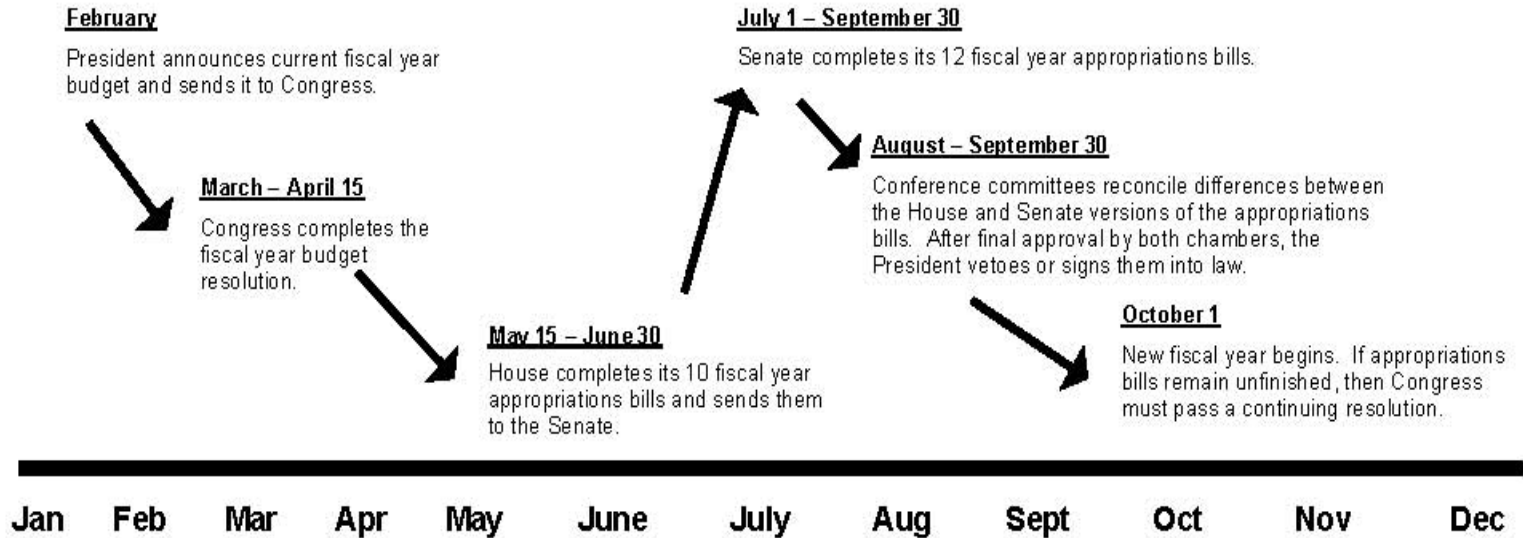 February
President announces current fiscal year
budget and sends it to Congress.
March – April 15
Congress completes the
fiscal year budget
resolution.
May 15 – June 30
House completes its 10 fiscal year
appropriations bills and sends them
to the Senate.
July 1 – September 30
Senate completes its 12 fiscal year appropriations bills.
August – September 30
Conference committees reconcile differences between
the House and Senate versions of the appropriations
bills.  After final approval by both chambers, the
President vetoes or signs them into law.
October 1
New fiscal year begins.  If appropriations
bills remain unfinished, then Congress
must pass a continuing resolution.
Jan Feb Mar Apr May June July Aug Sept Oct Nov Dec